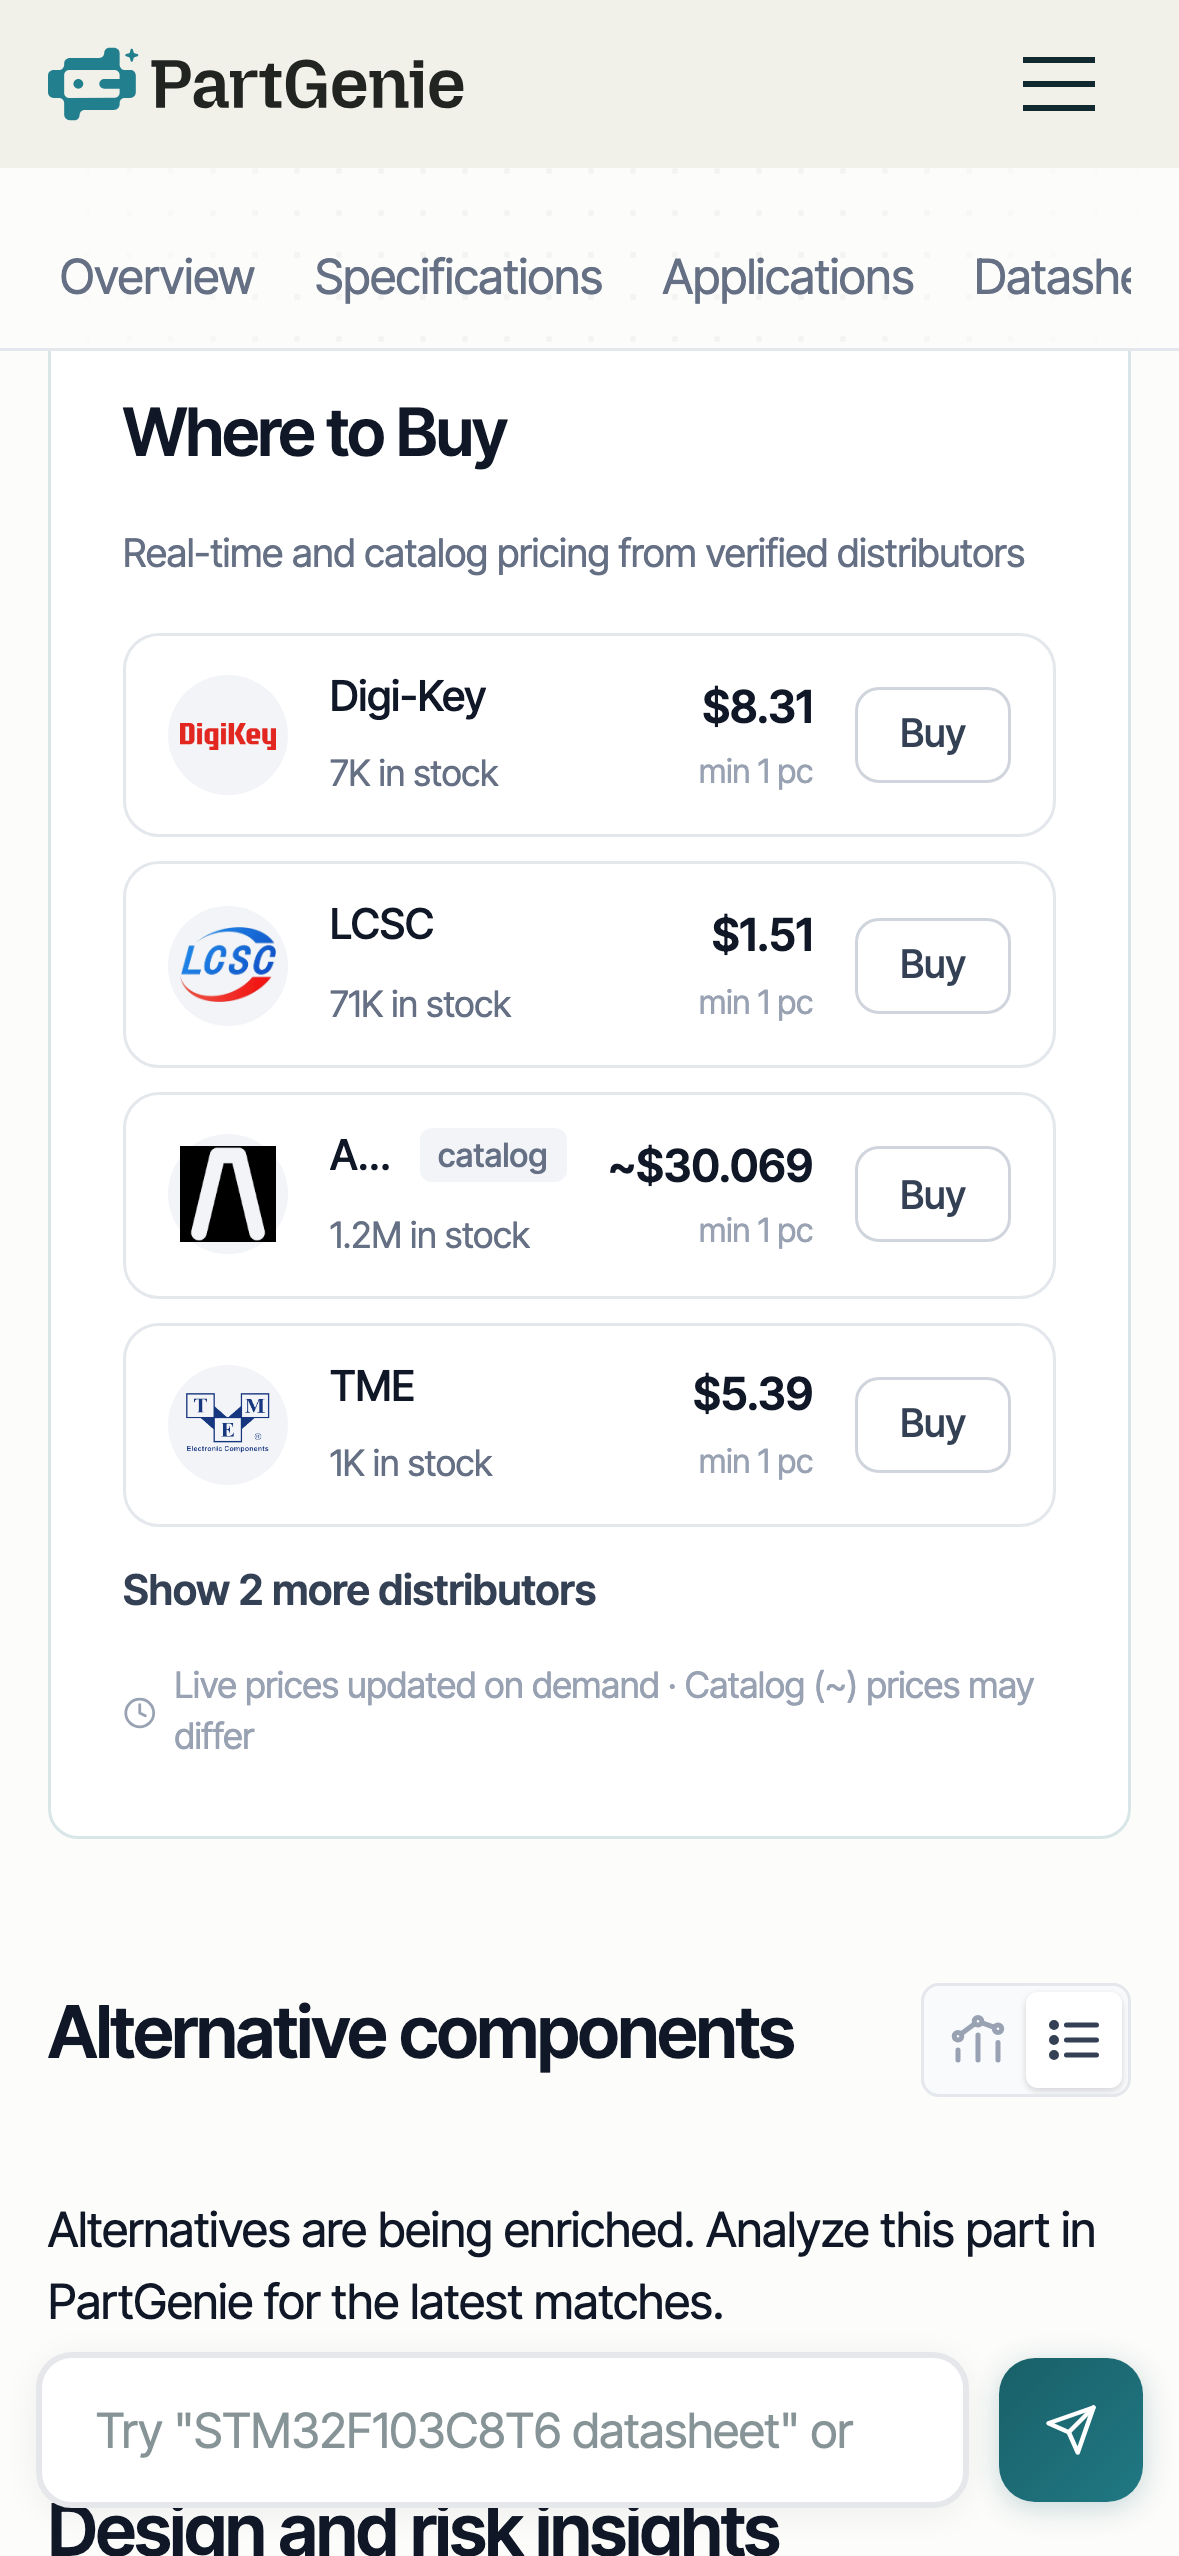 PartGenie
Overview Specifications Applications Datashe
Where to Buy
Real-time and catalog pricing from verified distributors
DigiKey
Digi-Key
7K in stock
$8.31
min 1 pc
Buy
LCSC
LCSC
71K in stock
$1.51
min 1 pc
Buy
A... catalog
1.2M in stock
~$30.069
min 1 pc
Buy
T M
E ®
Electronic Components
TME
1K in stock
$5.39
min 1 pc
Buy
Show 2 more distributors
Live prices updated on demand · Catalog (~) prices may
differ
Alternative components
Alternatives are being enriched. Analyze this part in
PartGenie for the latest matches.
Try "STM32F103C8T6 datasheet" or
Design and risk insights